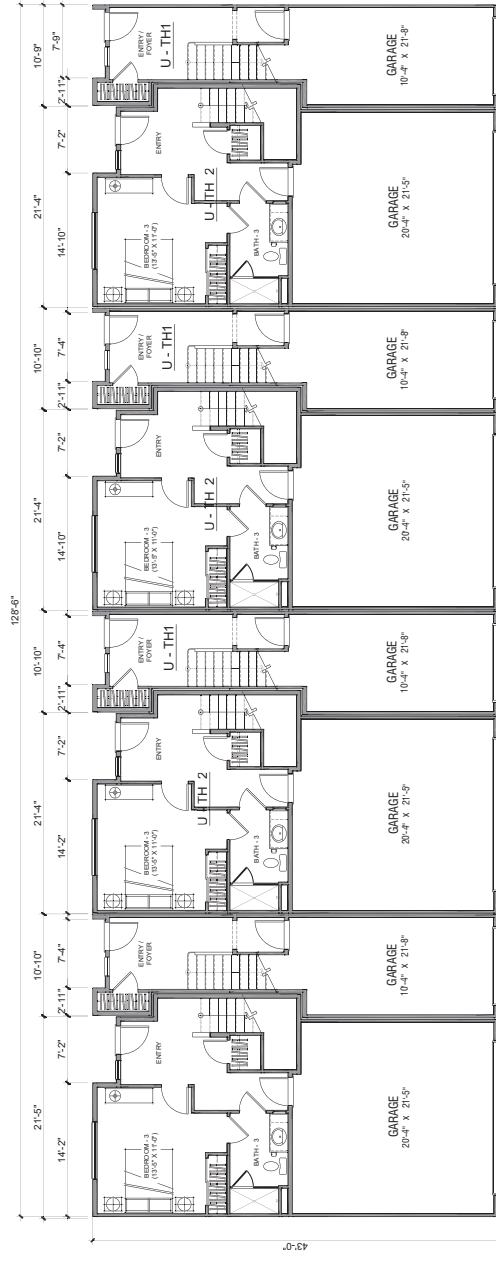 128'-6"
10'-9"
7'-9"
2'-11"
ENTRY /
FOYER
U - TH1
GARAGE
10'-4" X 21'-8"
21'-4"
7'-2"
14'-10"
ENTRY
U - TH 2
BEDROOM - 3
(13'-5" X 11'-0")
BATH - 3
GARAGE
20'-4" X 21'-5"
10'-10"
7'-4"
2'-11"
ENTRY /
FOYER
U - TH1
GARAGE
10'-4" X 21'-8"
21'-4"
7'-2"
14'-10"
ENTRY
U - TH 2
BEDROOM - 3
(13'-5" X 11'-0")
BATH - 3
GARAGE
20'-4" X 21'-5"
10'-10"
7'-4"
2'-11"
ENTRY /
FOYER
U - TH1
GARAGE
10'-4" X 21'-8"
21'-4"
7'-2"
14'-2"
ENTRY
U - TH 2
BEDROOM - 3
(13'-5" X 11'-0")
BATH - 3
GARAGE
20'-4" X 21'-5"
10'-10"
7'-4"
2'-11"
ENTRY /
FOYER
GARAGE
10'-4" X 21'-8"
21'-5"
7'-2"
14'-2"
ENTRY
BEDROOM - 3
(13'-5" X 11'-0")
BATH - 3
GARAGE
20'-4" X 21'-5"
43'-0"